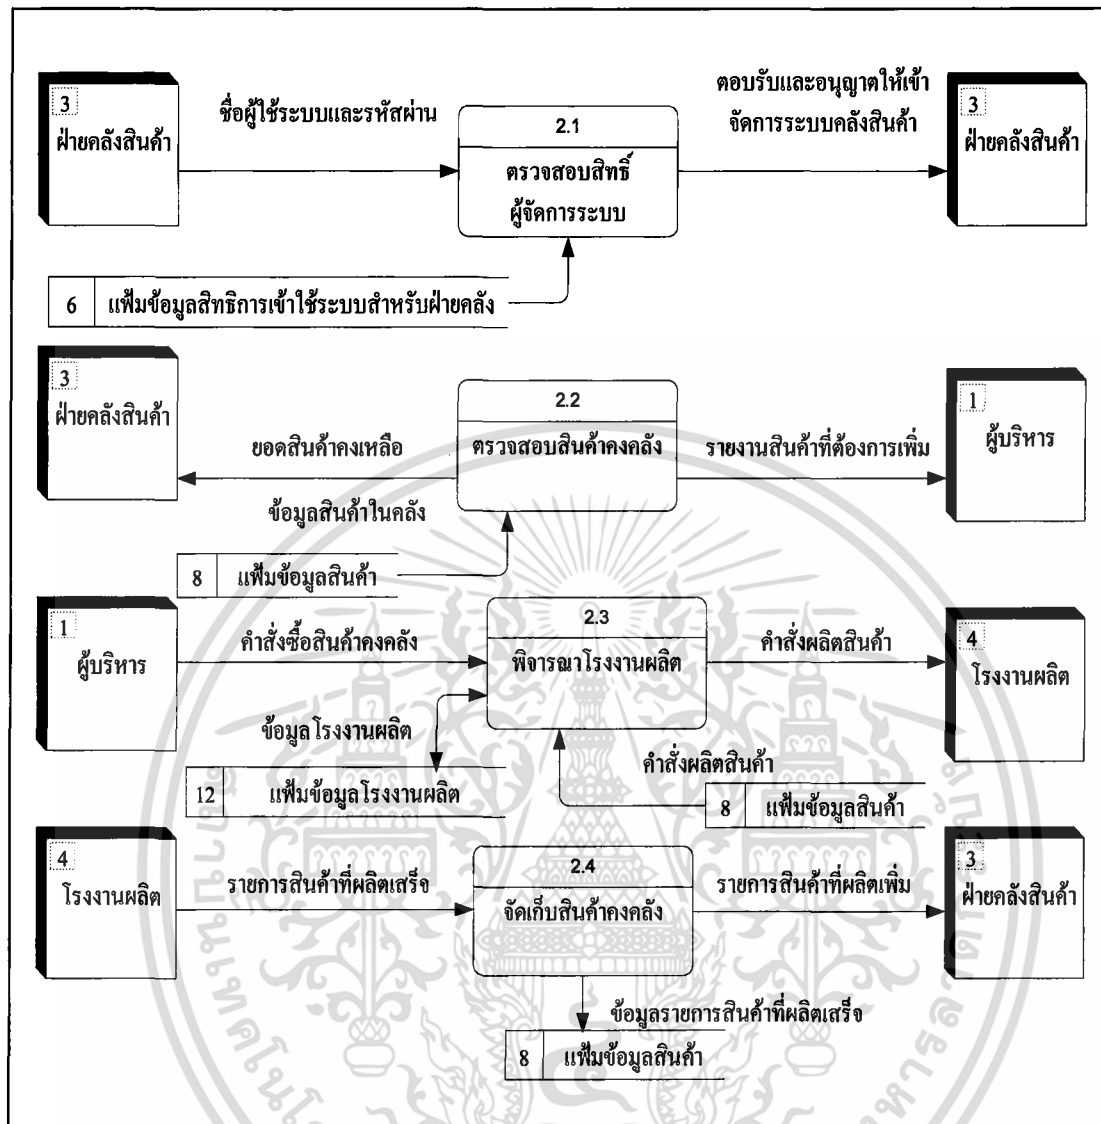 3
ฝ่ายคลังสินค้า
ชื่อผู้ใช้ระบบและรหัสผ่าน
2.1
ตรวจสอบสิทธิ์
ผู้จัดการระบบ
ตอบรับและอนุญาตให้เข้า
จัดการระบบคลังสินค้า
3
ฝ่ายคลังสินค้า
6 แฟ้มข้อมูลสิทธิการเข้าใช้ระบบสำหรับฝ่ายคลัง
3
ฝ่ายคลังสินค้า
ยอดสินค้าคงเหลือ
2.2
ตรวจสอบสินค้าคงคลัง
รายงานสินค้าที่ต้องการเพิ่ม
1
ผู้บริหาร
ข้อมูลสินค้าในคลัง
8 แฟ้มข้อมูลสินค้า
1
ผู้บริหาร
คำสั่งซื้อสินค้าคงคลัง
2.3
พิจารณาโรงงานผลิต
คำสั่งผลิตสินค้า
4
โรงงานผลิต
ข้อมูลโรงงานผลิต
12 แฟ้มข้อมูลโรงงานผลิต
คำสั่งผลิตสินค้า
8 แฟ้มข้อมูลสินค้า
4
โรงงานผลิต
รายการสินค้าที่ผลิตเสร็จ
2.4
จัดเก็บสินค้าคงคลัง
รายการสินค้าที่ผลิตเพิ่ม
3
ฝ่ายคลังสินค้า
ข้อมูลรายการสินค้าที่ผลิตเสร็จ
8 แฟ้มข้อมูลสินค้า